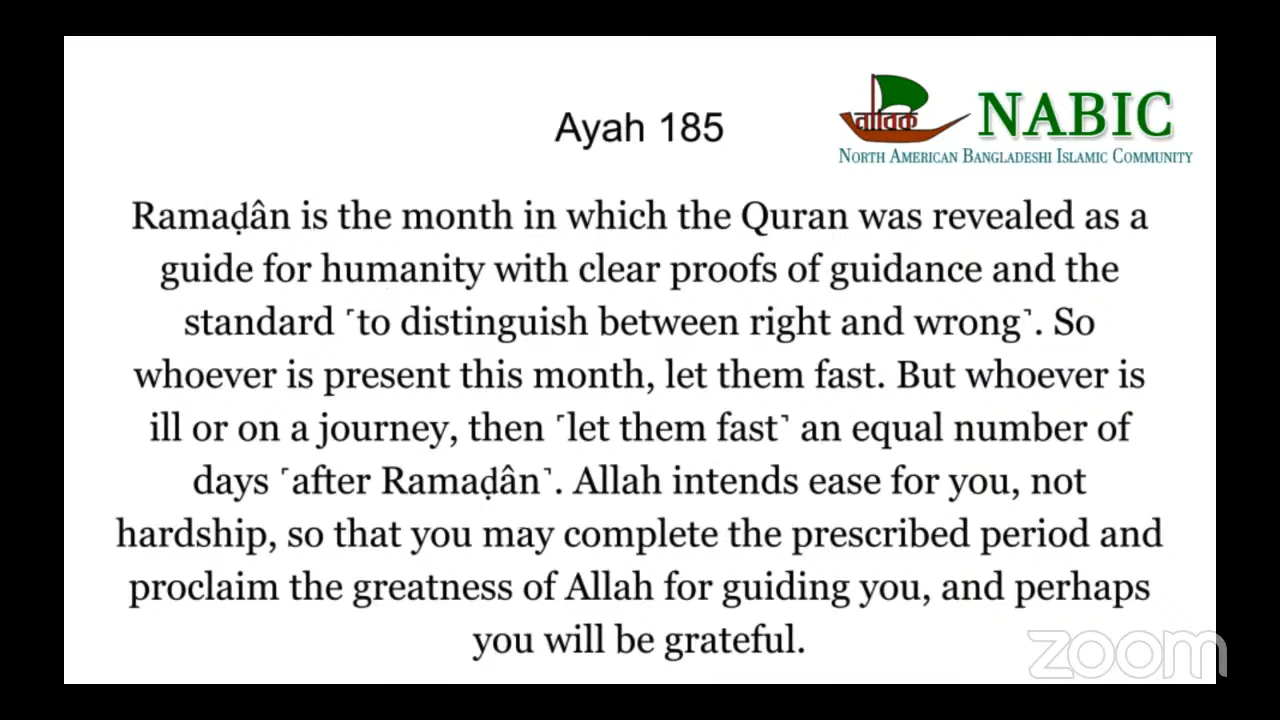 Ayah 185
নাবিক
NABIC
North American Bangladeshi Islamic Community
Ramaḍân is the month in which the Quran was revealed as a
guide for humanity with clear proofs of guidance and the
standard ˹to distinguish between right and wrong˺. So
whoever is present this month, let them fast. But whoever is
ill or on a journey, then ˹let them fast˺ an equal number of
days ˹after Ramaḍân˺. Allah intends ease for you, not
hardship, so that you may complete the prescribed period and
proclaim the greatness of Allah for guiding you, and perhaps
you will be grateful.
zoom